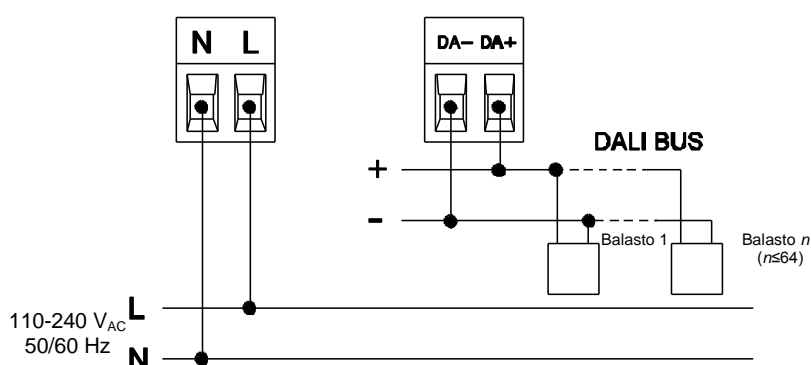 N L
DA- DA+
DALI BUS
+
-
Balasto 1
Balasto n
(n≤64)
110-240 VAC
50/60 Hz
L
N